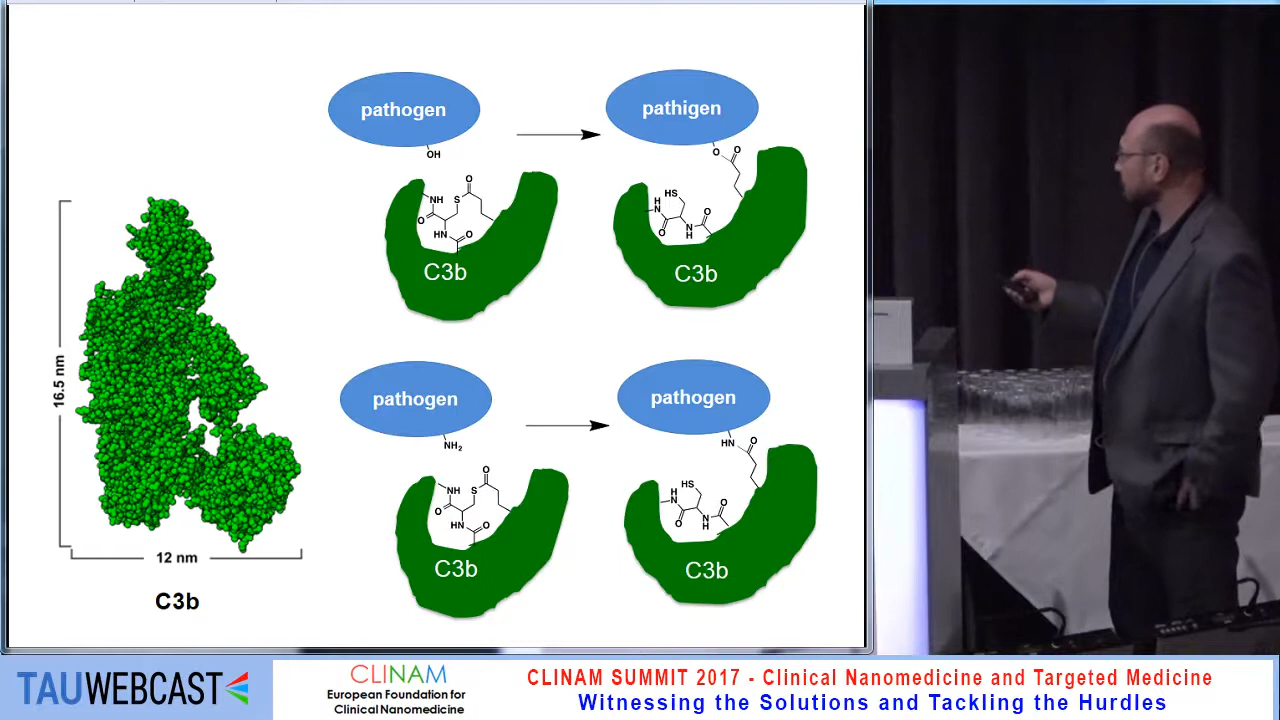 pathogen
OH
NH
O
S
O
HN
O
C3b
pathigen
O
O
SH
H
N
O
N
H
O
C3b
16.5 nm
12 nm
C3b
pathogen
NH₂
NH
O
S
O
HN
O
C3b
pathogen
HN
O
SH
H
N
O
N
H
O
C3b
TAUWEBCAST
CLINAM
European Foundation for
Clinical Nanomedicine
CLINAM SUMMIT 2017 - Clinical Nanomedicine and Targeted Medicine
Witnessing the Solutions and Tackling the Hurdles